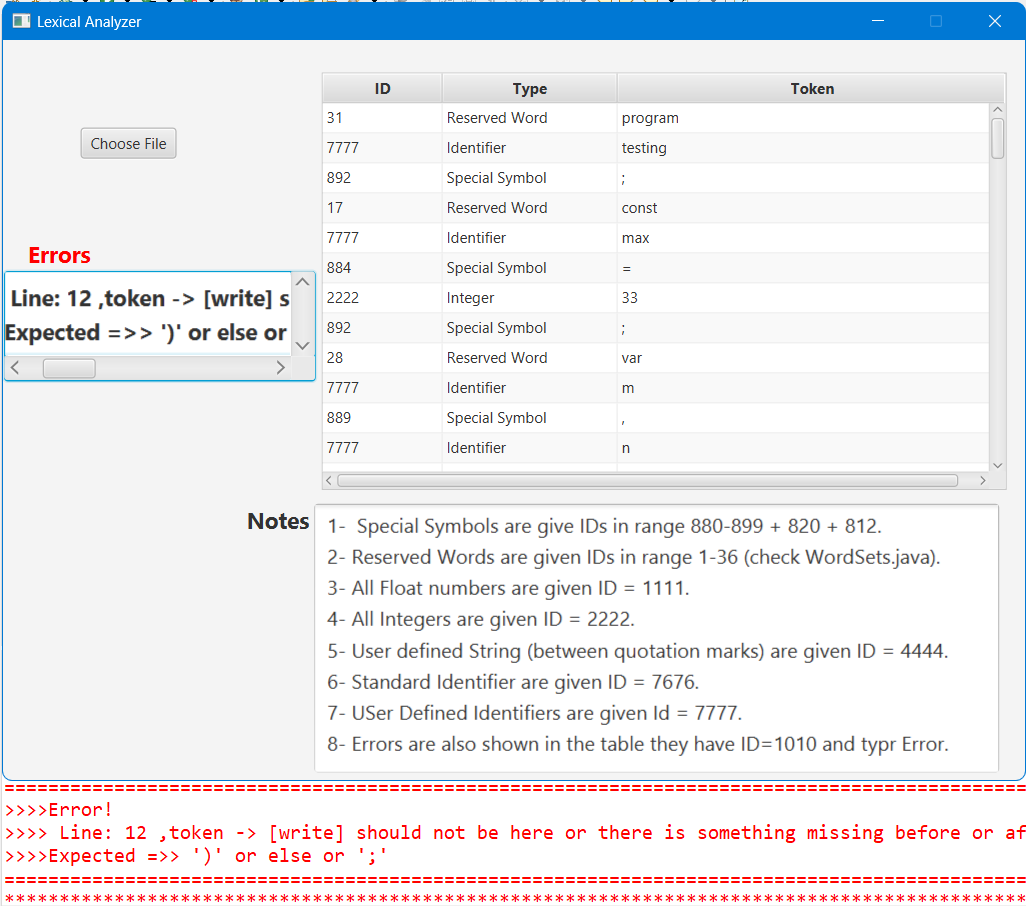 Lexical Analyzer
Choose File
ID Type Token
31 Reserved Word program
7777 Identifier testing
892 Special Symbol ;
17 Reserved Word const
7777 Identifier max
884 Special Symbol =
2222 Integer 33
892 Special Symbol ;
28 Reserved Word var
7777 Identifier m
889 Special Symbol ,
7777 Identifier n
Errors
Line: 12 ,token -> [write] s
Expected =>> ')' or else or
Notes
1- Special Symbols are give IDs in range 880-899 + 820 + 812.
2- Reserved Words are given IDs in range 1-36 (check WordSets.java).
3- All Float numbers are given ID = 1111.
4- All Integers are given ID = 2222.
5- User defined String (between quotation marks) are given ID = 4444.
6- Standard Identifier are given ID = 7676.
7- USer Defined Identifiers are given Id = 7777.
8- Errors are also shown in the table they have ID=1010 and typr Error.
>>>>Error!
>>>> Line: 12 ,token -> [write] should not be here or there is something missing before or af
>>>>Expected =>> ')' or else or ';'